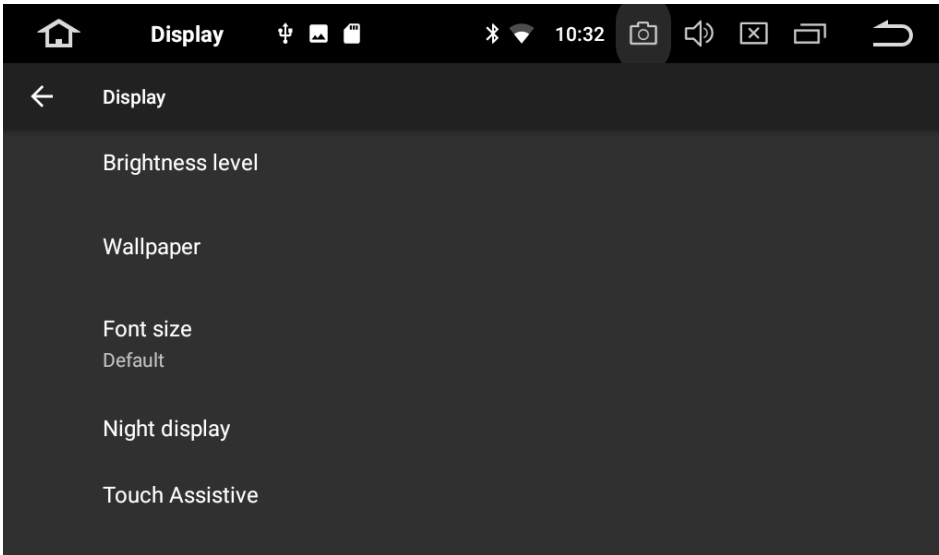 Display
10:32
Display
Brightness level
Wallpaper
Font size
Default
Night display
Touch Assistive